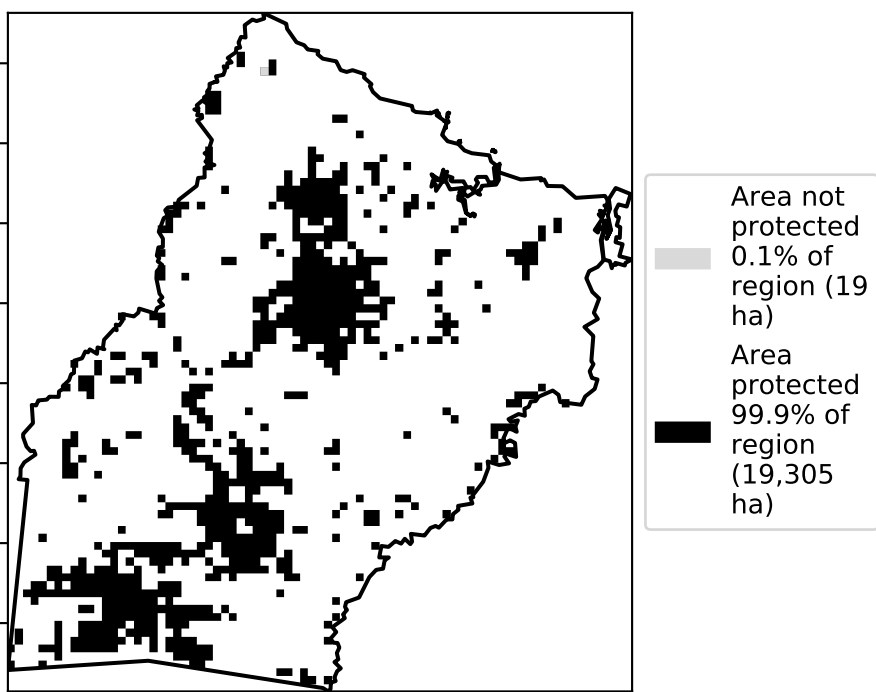 Area not
protected
0.1% of
region (19
ha)
Area
protected
99.9% of
region
(19,305
ha)